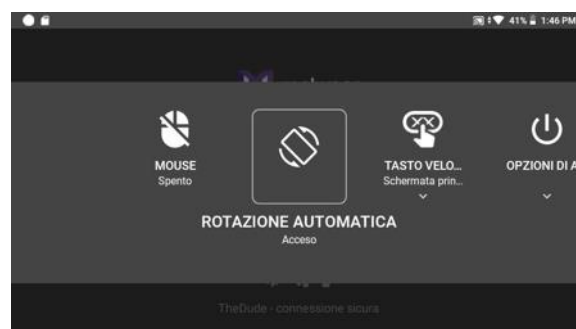 41% 1:46 PM
MOUSE
Spento
ROTAZIONE AUTOMATICA
Acceso
TASTO VELO...
Schermata prin...
OPZIONI DI A
TheDude - connessione sicura